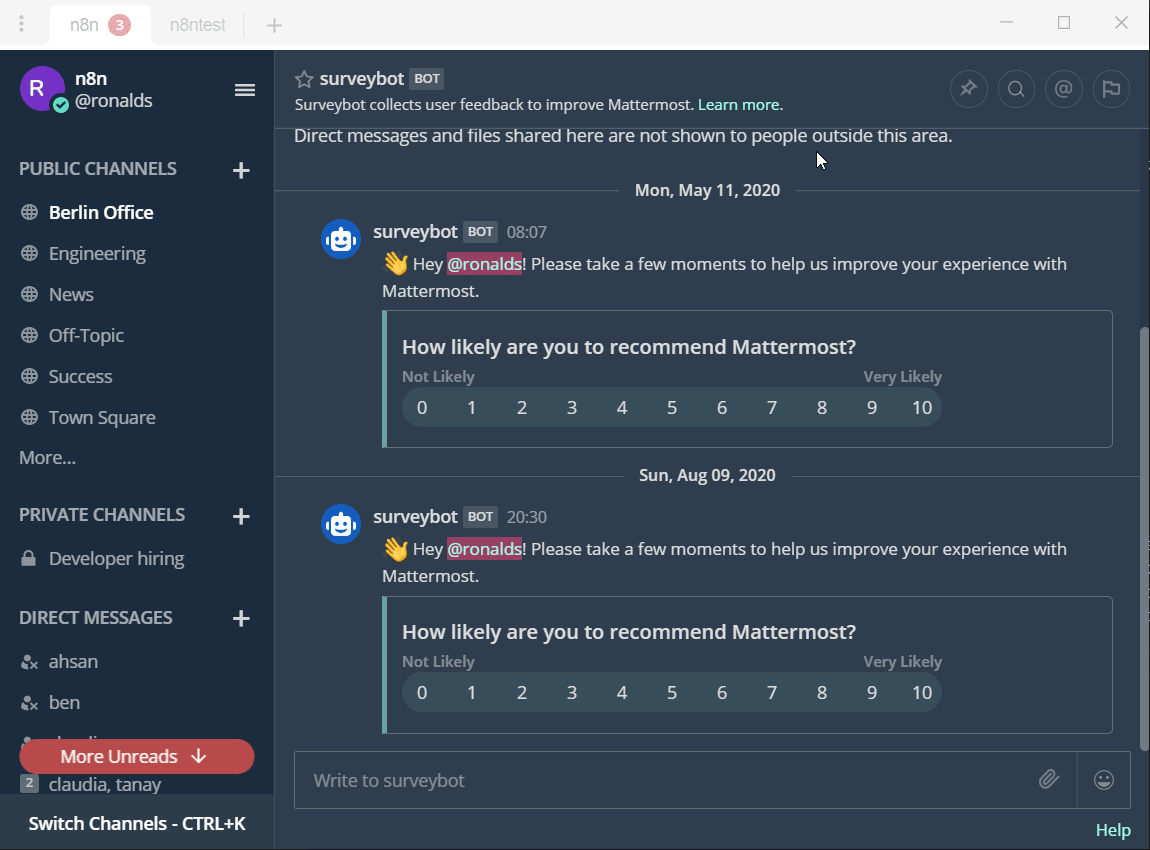 n8n 3 n8ntest
R
n8n
@ronalds
PUBLIC CHANNELS
Berlin Office
Engineering
News
Off-Topic
Success
Town Square
More...
PRIVATE CHANNELS
Developer hiring
DIRECT MESSAGES
ahsan
ben
More Unreads
2 claudia, tanay
Switch Channels - CTRL+K
surveybot BOT
Surveybot collects user feedback to improve Mattermost. Learn more.
@
Direct messages and files shared here are not shown to people outside this area.
Mon, May 11, 2020
surveybot BOT 08:07
Hey @ronalds! Please take a few moments to help us improve your experience with
Mattermost.
How likely are you to recommend Mattermost?
Not Likely Very Likely
0 1 2 3 4 5 6 7 8 9 10
Sun, Aug 09, 2020
surveybot BOT 20:30
Hey @ronalds! Please take a few moments to help us improve your experience with
Mattermost.
How likely are you to recommend Mattermost?
Not Likely Very Likely
0 1 2 3 4 5 6 7 8 9 10
Write to surveybot
Help